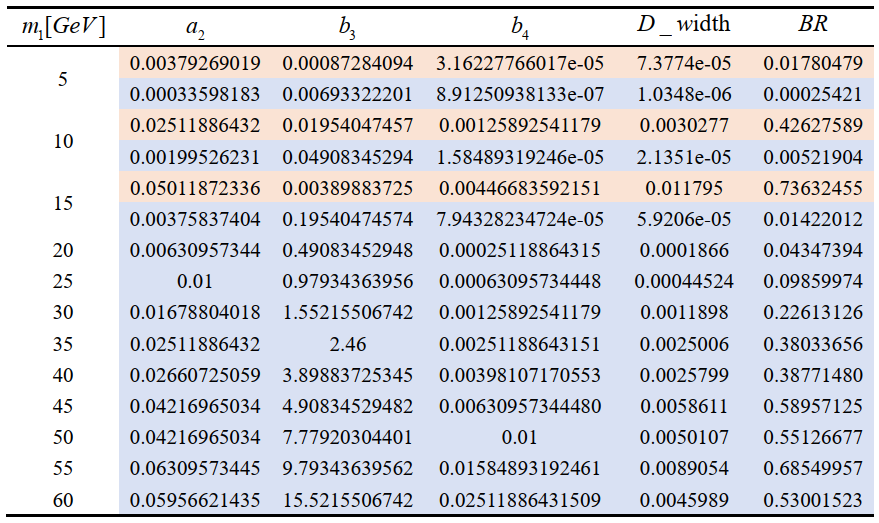 m₁[GeV] a₂ b₃ b₄ D_width BR
5 0.00379269019 0.00087284094 3.16227766017e-05 7.3774e-05 0.01780479
0.00033598183 0.00693322201 8.91250938133e-07 1.0348e-06 0.00025421
10 0.02511886432 0.01954047457 0.00125892541179 0.0030277 0.42627589
0.00199526231 0.04908345294 1.58489319246e-05 2.1351e-05 0.00521904
15 0.05011872336 0.00389883725 0.00446683592151 0.011795 0.73632455
0.00375837404 0.19540474574 7.94328234724e-05 5.9206e-05 0.01422012
20 0.00630957344 0.49083452948 0.00025118864315 0.0001866 0.04347394
25 0.01 0.97934363956 0.00063095734448 0.00044524 0.09859974
30 0.01678804018 1.55215506742 0.00125892541179 0.0011898 0.22613126
35 0.02511886432 2.46 0.00251188643151 0.0025006 0.38033656
40 0.02660725059 3.89883725345 0.00398107170553 0.0025799 0.38771480
45 0.04216965034 4.90834529482 0.00630957344480 0.0058611 0.58957125
50 0.04216965034 7.77920304401 0.01 0.0050107 0.55126677
55 0.06309573445 9.79343639562 0.01584893192461 0.0089054 0.68549957
60 0.05956621435 15.5215506742 0.02511886431509 0.0045989 0.53001523